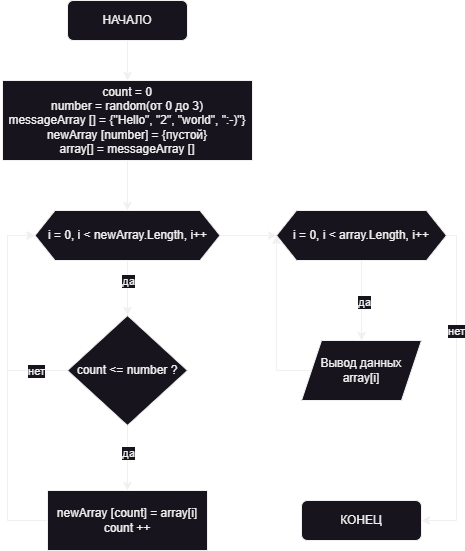 НАЧАЛО
count = 0
number = random(от 0 до 3)
messageArray [] = {"Hello", "2", "world", ":-)"}
newArray [number] = {пустой}
array[] = messageArray []
i = 0, i < newArray.Length, i++
i = 0, i < array.Length, i++
да
да
нет
Вывод данных
array[i]
count <= number ?
нет
да
newArray [count] = array[i]
count ++
КОНЕЦ